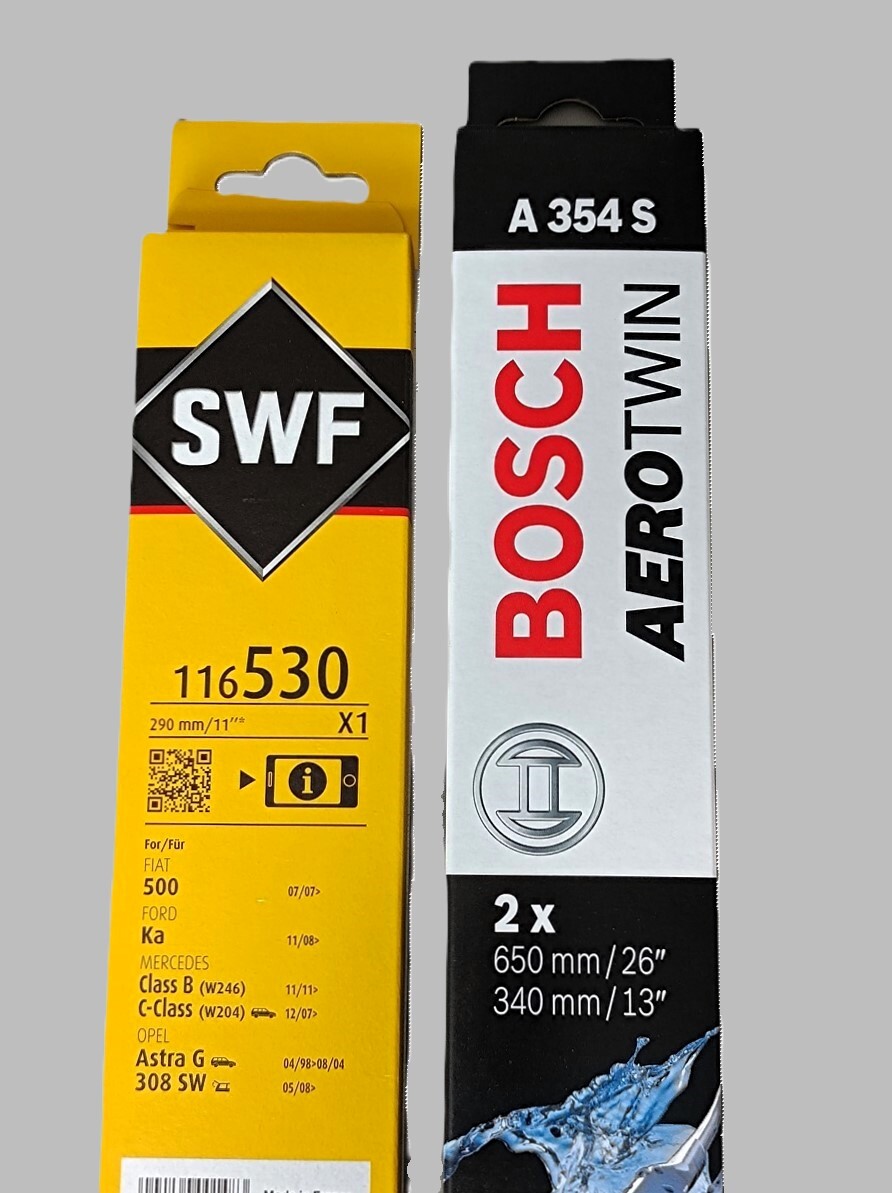 SWF
116530
290 mm/11″* X1
For/Für
FIAT
500 07/07>
FORD
Ka 11/08>
MERCEDES
Class B (W246) 11/11>
C-Class (W204) 12/07>
OPEL
Astra G 04/98>08/04
308 SW 05/08>
A 354 S
BOSCH
AEROTWIN
2 x
650 mm/26″
340 mm/13″